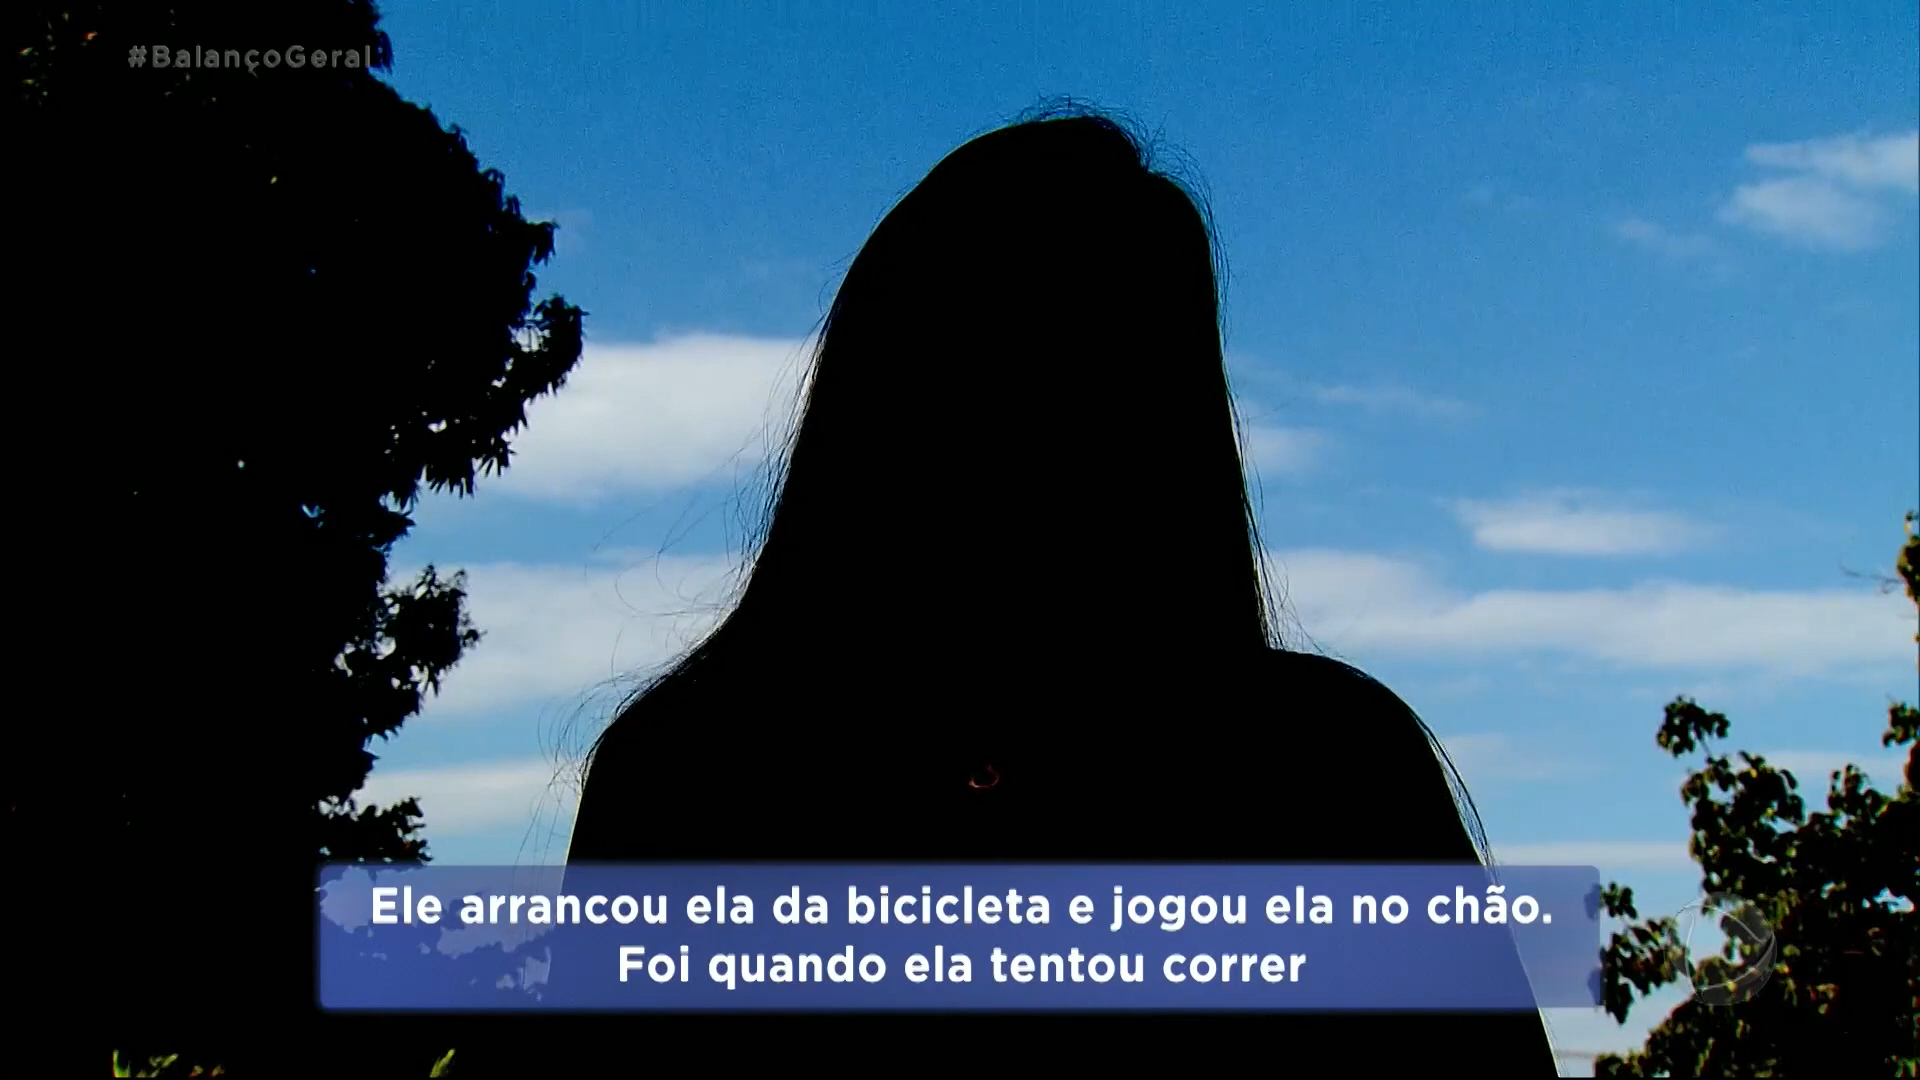 #BalançoGeral
Ele arrancou ela da bicicleta e jogou ela no chão.
Foi quando ela tentou correr